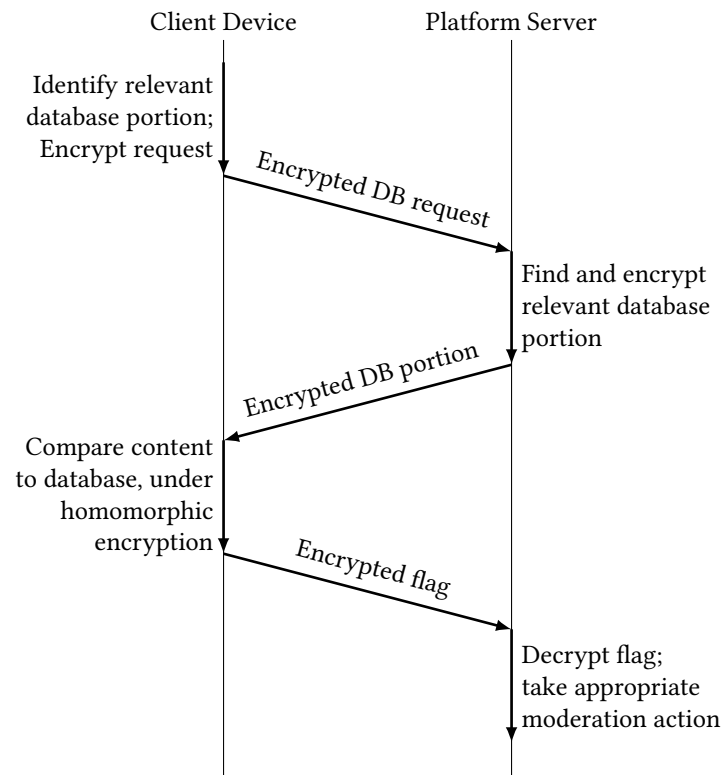 Client Device
Platform Server
Identify relevant
database portion;
Encrypt request
Encrypted DB request
Find and encrypt
relevant database
portion
Encrypted DB portion
Compare content
to database, under
homomorphic
encryption
Encrypted flag
Decrypt flag;
take appropriate
moderation action